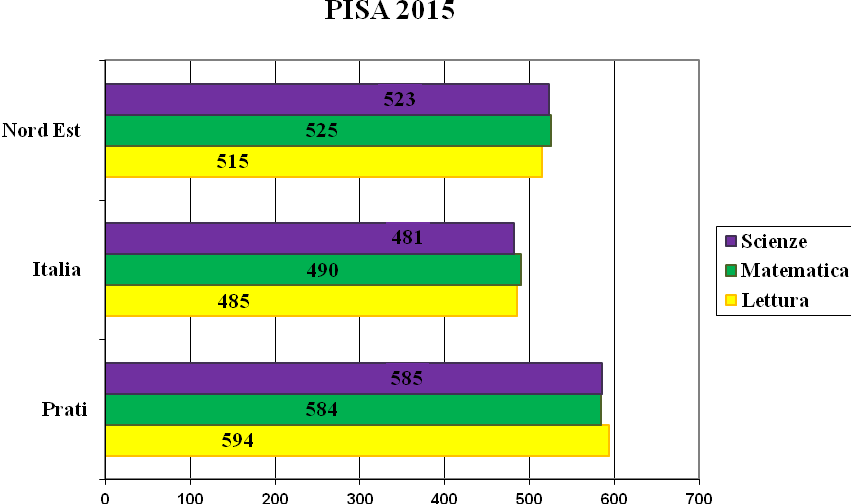 PISA 2015
Nord Est
523
525
515
Italia
481
490
485
Prati
585
584
594
0 100 200 300 400 500 600 700
Scienze
Matematica
Lettura